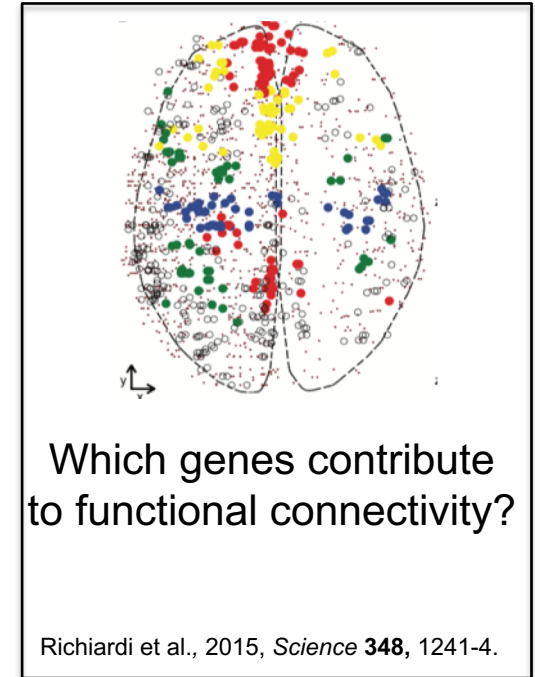 y
x
Which genes contribute
to functional connectivity?
Richiardi et al., 2015, Science 348, 1241-4.